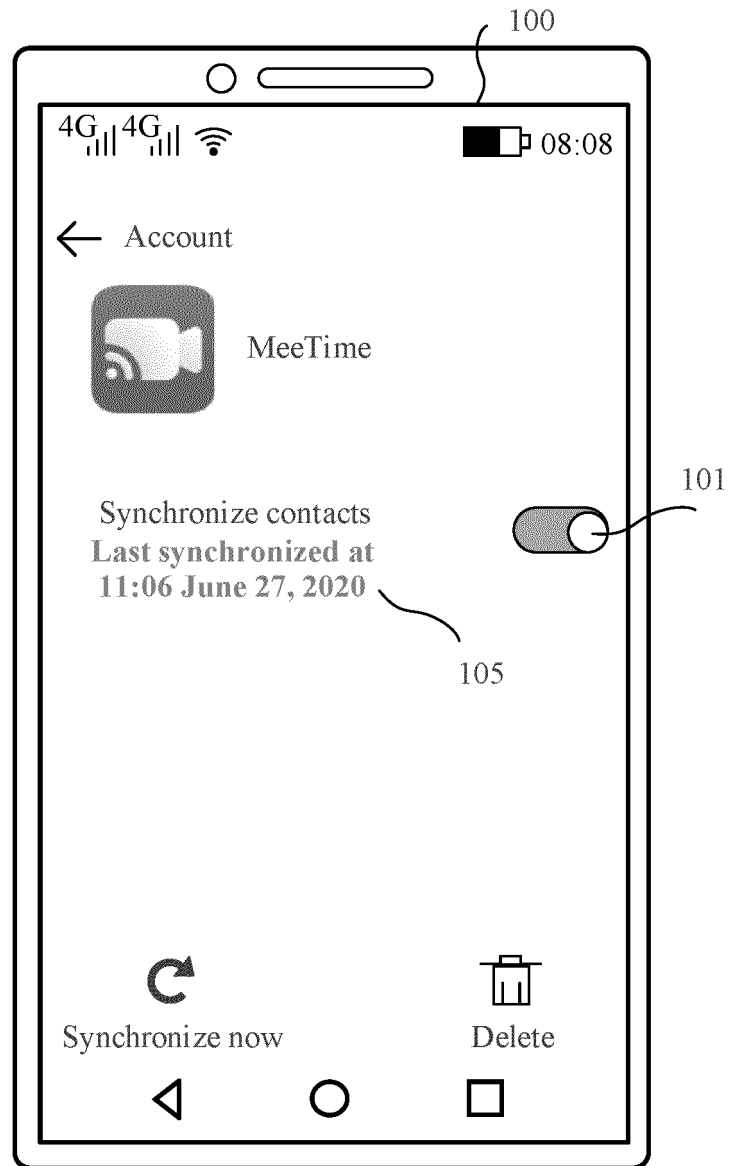 100
4G 4G 08:08
Account
MeeTime
101
Synchronize contacts
Last synchronized at
11:06 June 27, 2020
105
Synchronize now Delete